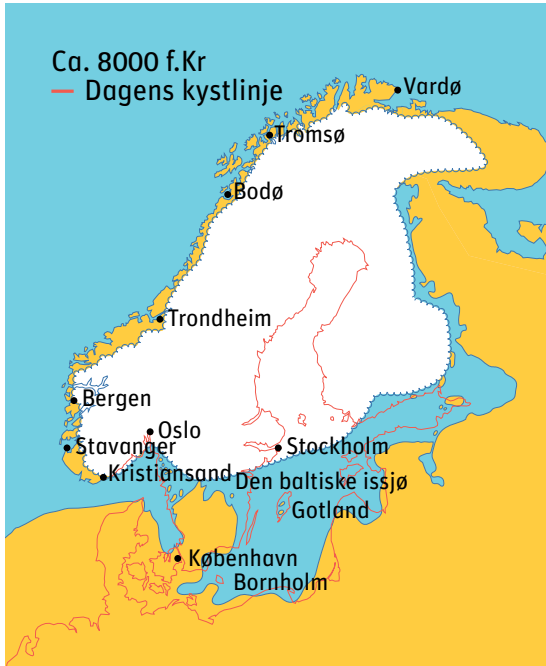 Ca. 8000 f.Kr
Dagens kystlinje
Vardø
Tromsø
Bodø
Trondheim
Bergen
Oslo
Stavanger
Stockholm
Kristiansand
Den baltiske issjø
Gotland
København
Bornholm